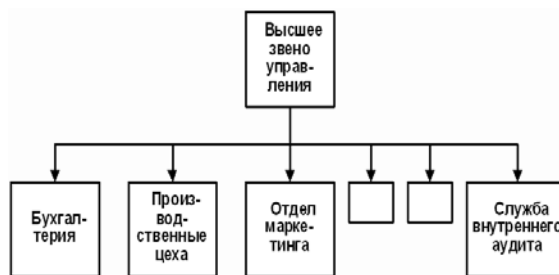 Высшее
звено
управ-
ления
Бухгал-
терия
Произ-
вод-
ственные
цеха
Отдел
марке-
тинга
Служба
внутреннего
аудита